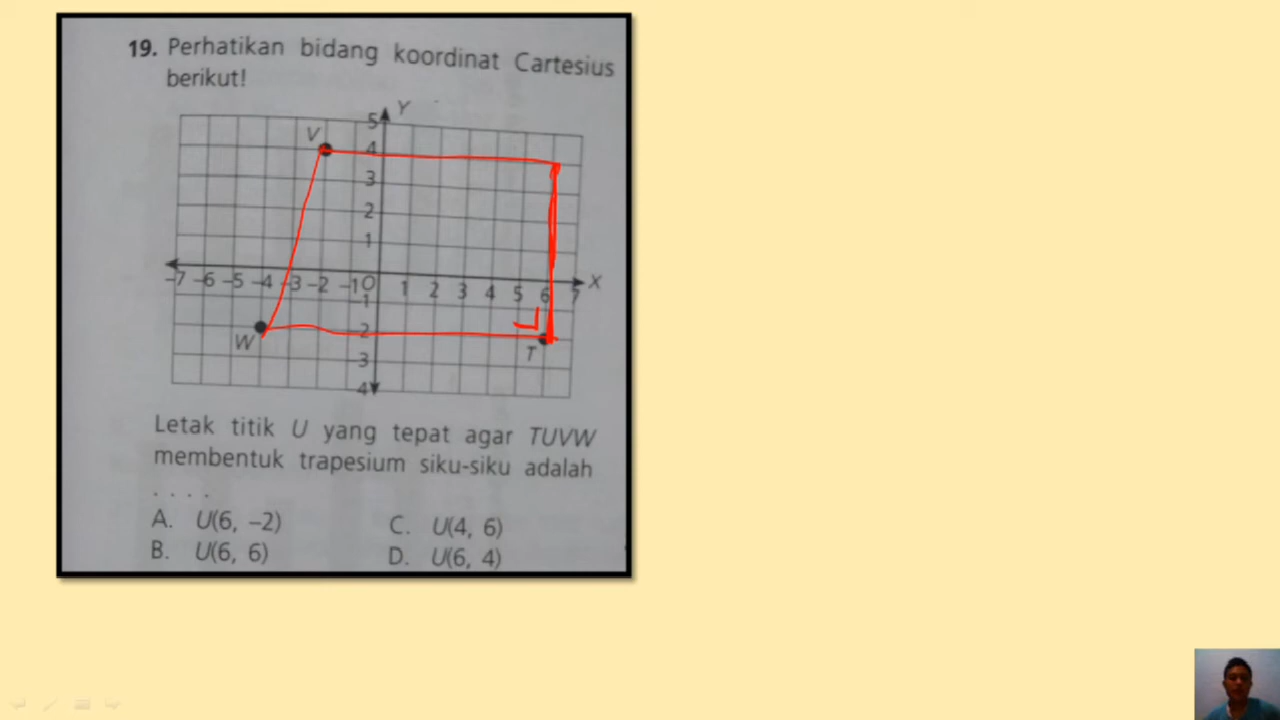 19. Perhatikan bidang koordinat Cartesius
berikut!
Y
5
V
4
3
2
1
-7 -6 -5 -4 -3 -2 -1 O 1 2 3 4 5 6 7 X
-1
-2
W
T
-3
-4
Letak titik U yang tepat agar TUVW
membentuk trapesium siku-siku adalah
. . . .
A. U(6, -2) C. U(4, 6)
B. U(6, 6) D. U(6, 4)